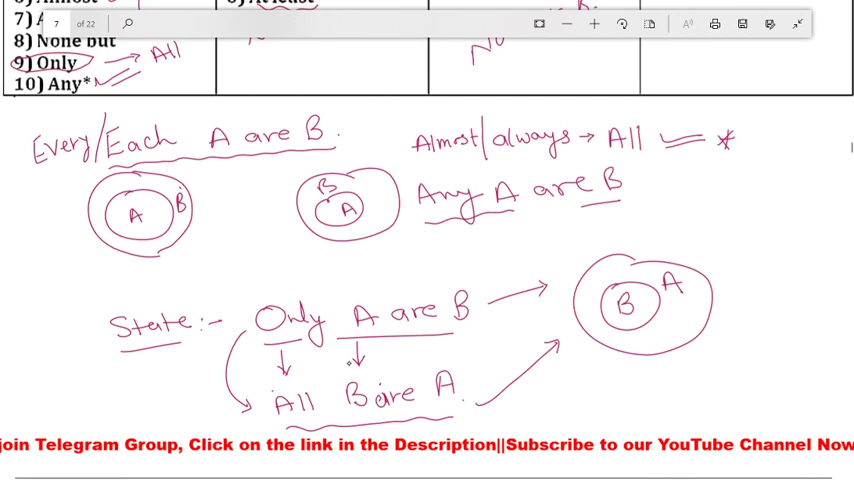 7 of 22
8) None but
9) Only → All
10) Any*
No
Every/Each A are B.
Almost/always → All *
A B
B A
Any A are B
State:- Only A are B
B A
All B are A
join Telegram Group, Click on the link in the Description||Subscribe to our YouTube Channel Now